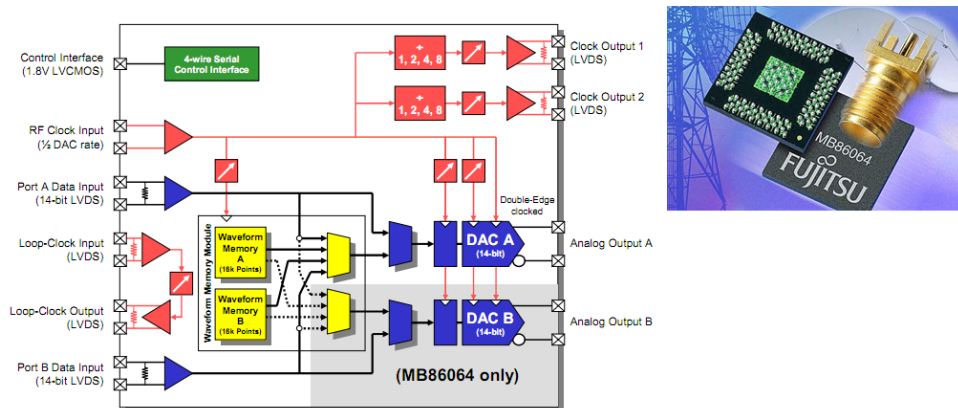 Control Interface
(1.8V LVCMOS)
4-wire Serial
Control Interface
÷
1, 2, 4, 8
Clock Output 1
(LVDS)
÷
1, 2, 4, 8
Clock Output 2
(LVDS)
RF Clock Input
(½ DAC rate)
Port A Data Input
(14-bit LVDS)
Double-Edge
clocked
Loop-Clock Input
(LVDS)
Waveform Memory Module
Waveform
Memory
A
(16k Points)
DAC A
(14-bit)
Analog Output A
Loop-Clock Output
(LVDS)
Waveform
Memory
B
(16k Points)
DAC B
(14-bit)
Analog Output B
Port B Data Input
(14-bit LVDS)
(MB86064 only)
MB86064
FUJITSU